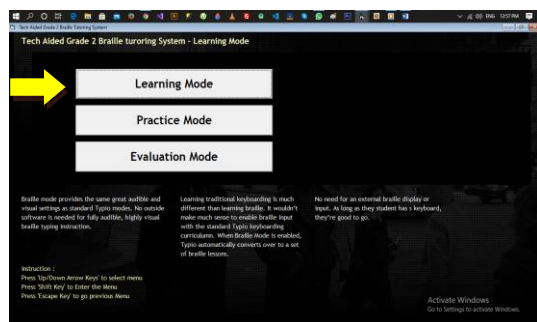 ENG 12:57 PM
Tech Aided Grade 2 Braille Tutoring System
Tech Aided Grade 2 Braille turoring System - Learning Mode
Learning Mode
Practice Mode
Evaluation Mode
Braille mode provides the same great audible and
visual settings as standard Typio modes. No outside
software is needed for fully audible, highly visual
braille typing instruction.
Learning traditional keyboarding is much
different than learning braille. It wouldn't
make much sense to enable braille input
with the standard Typio keyboarding
curriculumn. When Braille Mode is enabled,
Typio automatically converts over to a set
of braille lessons.
No need for an external braille display or
input. As long as they student has s keyboard,
they're good to go.
Instruction :
Press 'Up/Down Arrow Keys' to select menu
Press 'Shift Key' to Enter the Menu
Press 'Escape Key' to go previous Menu
Activate Windows
Go to Settings to activate Windows.